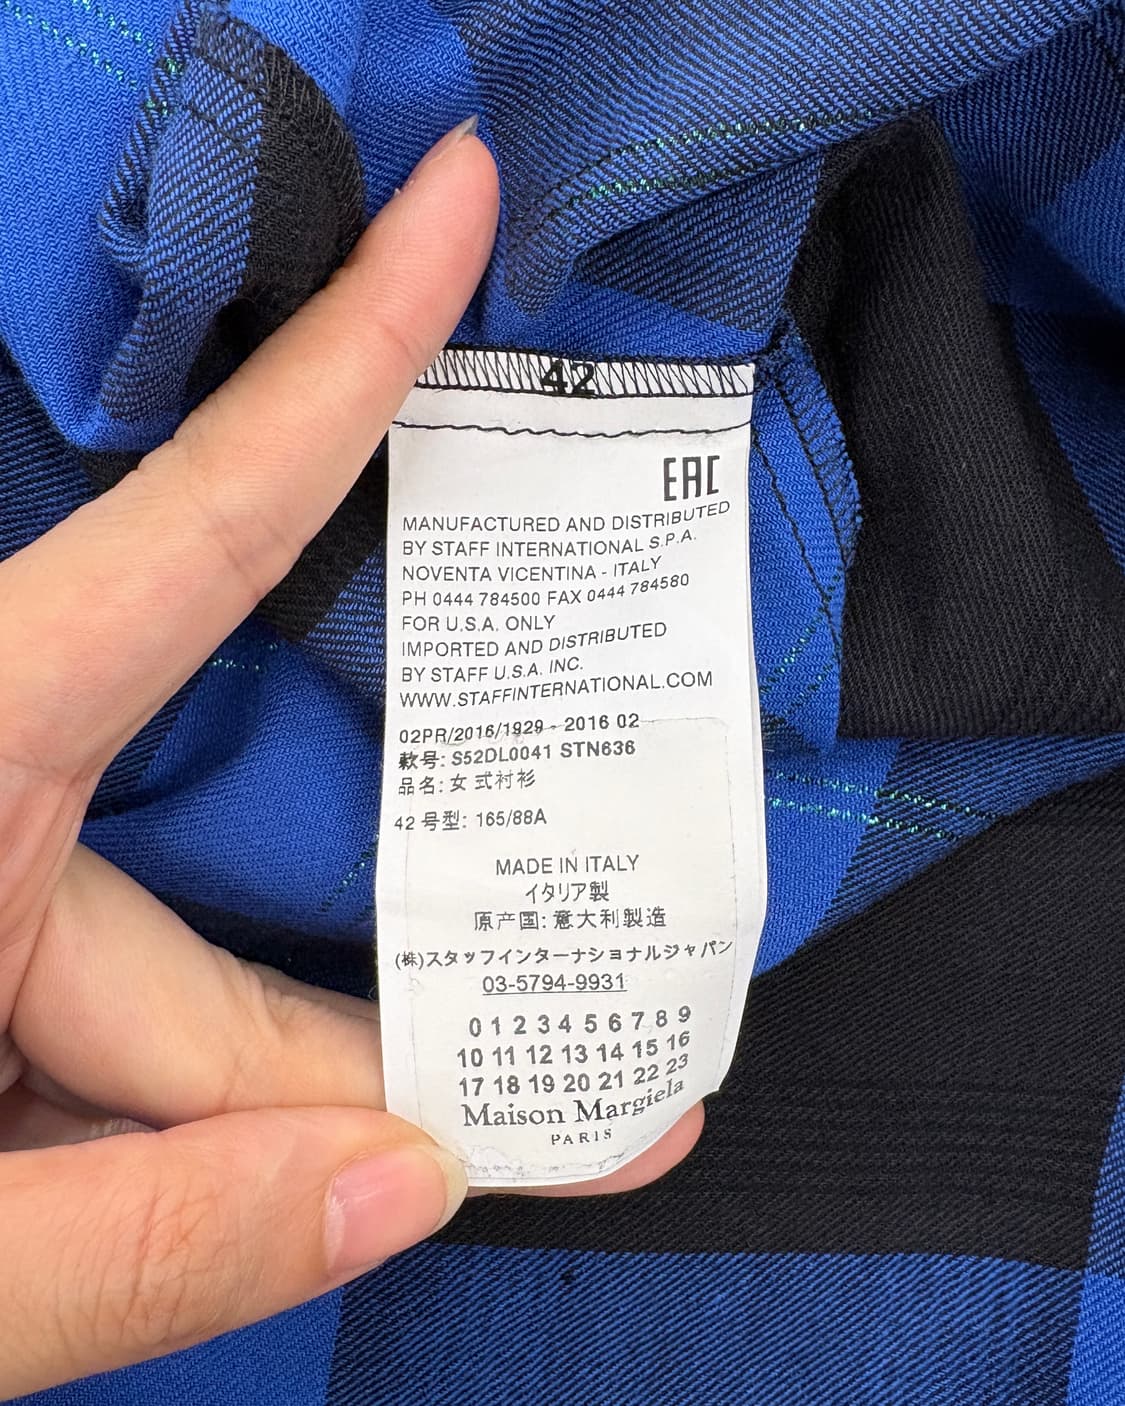 42
EAC
MANUFACTURED AND DISTRIBUTED
BY STAFF INTERNATIONAL S.P.A.
NOVENTA VICENTINA - ITALY
PH 0444 784500 FAX 0444 784580
FOR U.S.A. ONLY
IMPORTED AND DISTRIBUTED
BY STAFF U.S.A. INC.
WWW.STAFFINTERNATIONAL.COM
02PR/2016/1929 - 2016 02
款号: S52DL0041 STN636
品名: 女式衬衫
42 号型: 165/88A
MADE IN ITALY
イタリア製
原产国: 意大利製造
(株)スタッフインターナショナルジャパン
03-5794-9931
0 1 2 3 4 5 6 7 8 9
10 11 12 13 14 15 16
17 18 19 20 21 22 23
Maison Margiela
PARIS